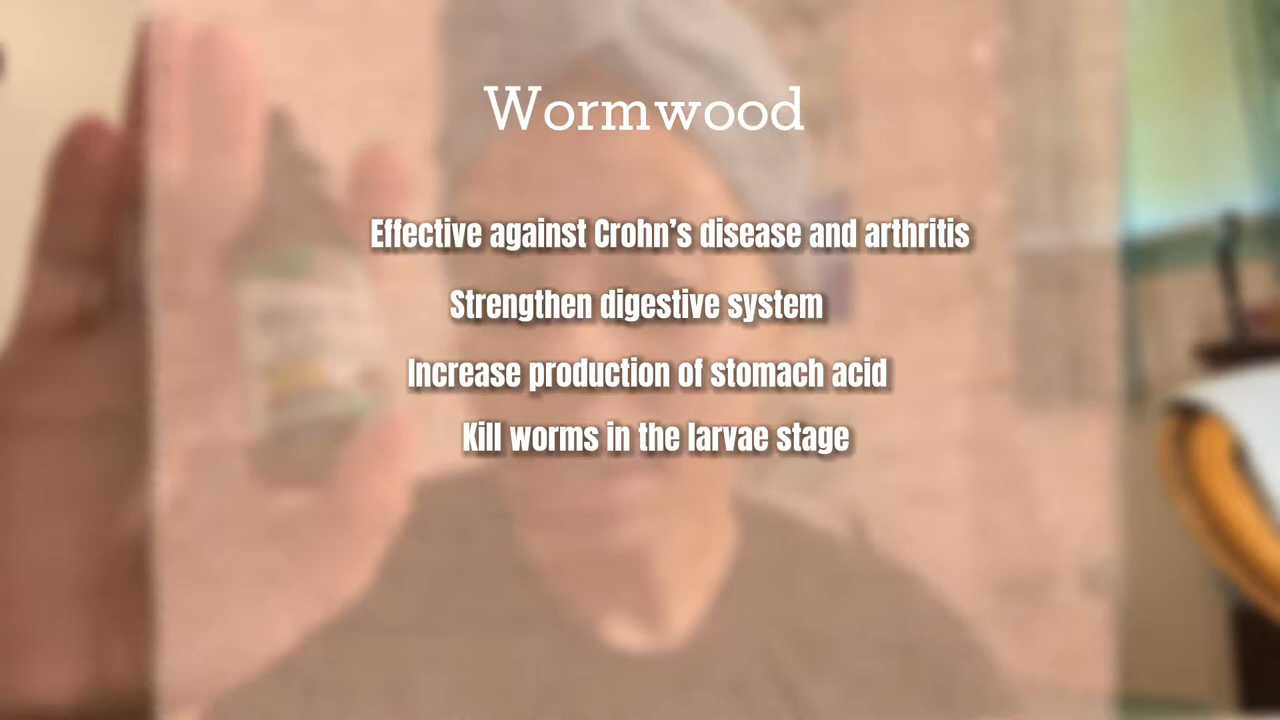 Wormwood
Effective against Crohn’s disease and arthritis
Strengthen digestive system
Increase production of stomach acid
Kill worms in the larvae stage